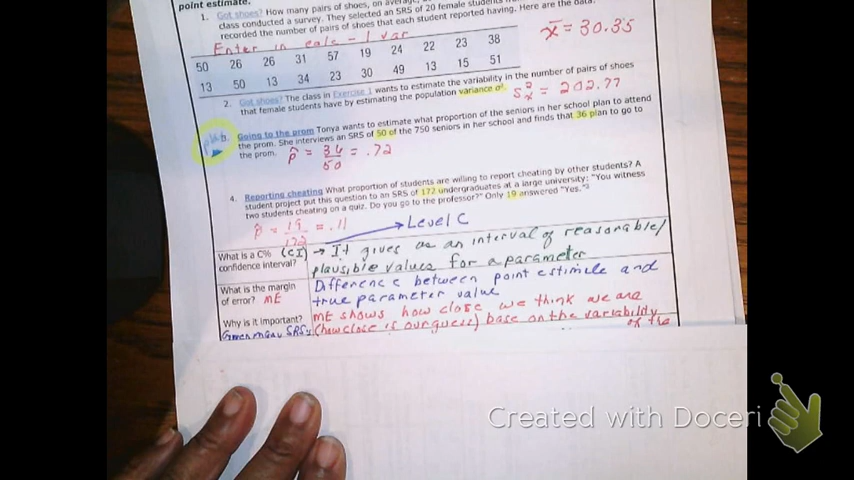 point estimate.
1. Got shoes? How many pairs of shoes, on average, do
class conducted a survey. They selected an SRS of 20 female students from
recorded the number of pairs of shoes that each student reported having. Here are the data:
Enter in calc - 1 var
x̄ = 30.35
50 26 26 31 57 19 24 22 23 38
13 50 13 34 23 30 49 13 15 51
2. Got shoes? The class in Exercise 1 wants to estimate the variability in the number of pairs of shoes
that female students have by estimating the population variance σ².
s²x = 202.77
Going to the prom Tonya wants to estimate what proportion of the seniors in her school plan to attend
the prom. She interviews an SRS of 50 of the 750 seniors in her school and finds that 36 plan to go to
the prom.
p̂ = 36/50 = .72
4. Reporting cheating What proportion of students are willing to report cheating by other students? A
student project put this question to an SRS of 172 undergraduates at a large university: "You witness
two students cheating on a quiz. Do you go to the professor?" Only 19 answered "Yes."²
p̂ = 19/172 = .11
Level C
What is a C% (CI)
confidence interval?
→ It gives us an interval of reasonable/
plausible values for a parameter
What is the margin
of error? ME
Difference between point estimate and
true parameter value
Why is it important?
ME shows how close we think we are
(how close is our guess) base on the variability
of the
Given many SRSs
Created with Doceri